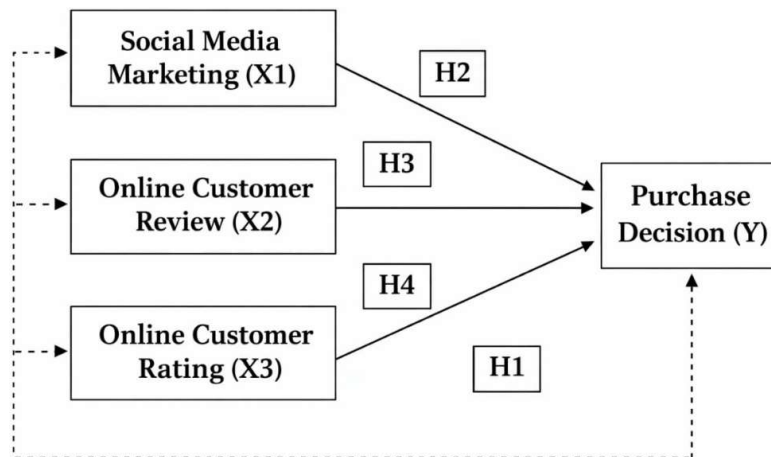 Social Media
Marketing (X1)
H2
Online Customer
Review (X2)
H3
Purchase
Decision (Y)
Online Customer
Rating (X3)
H4
H1